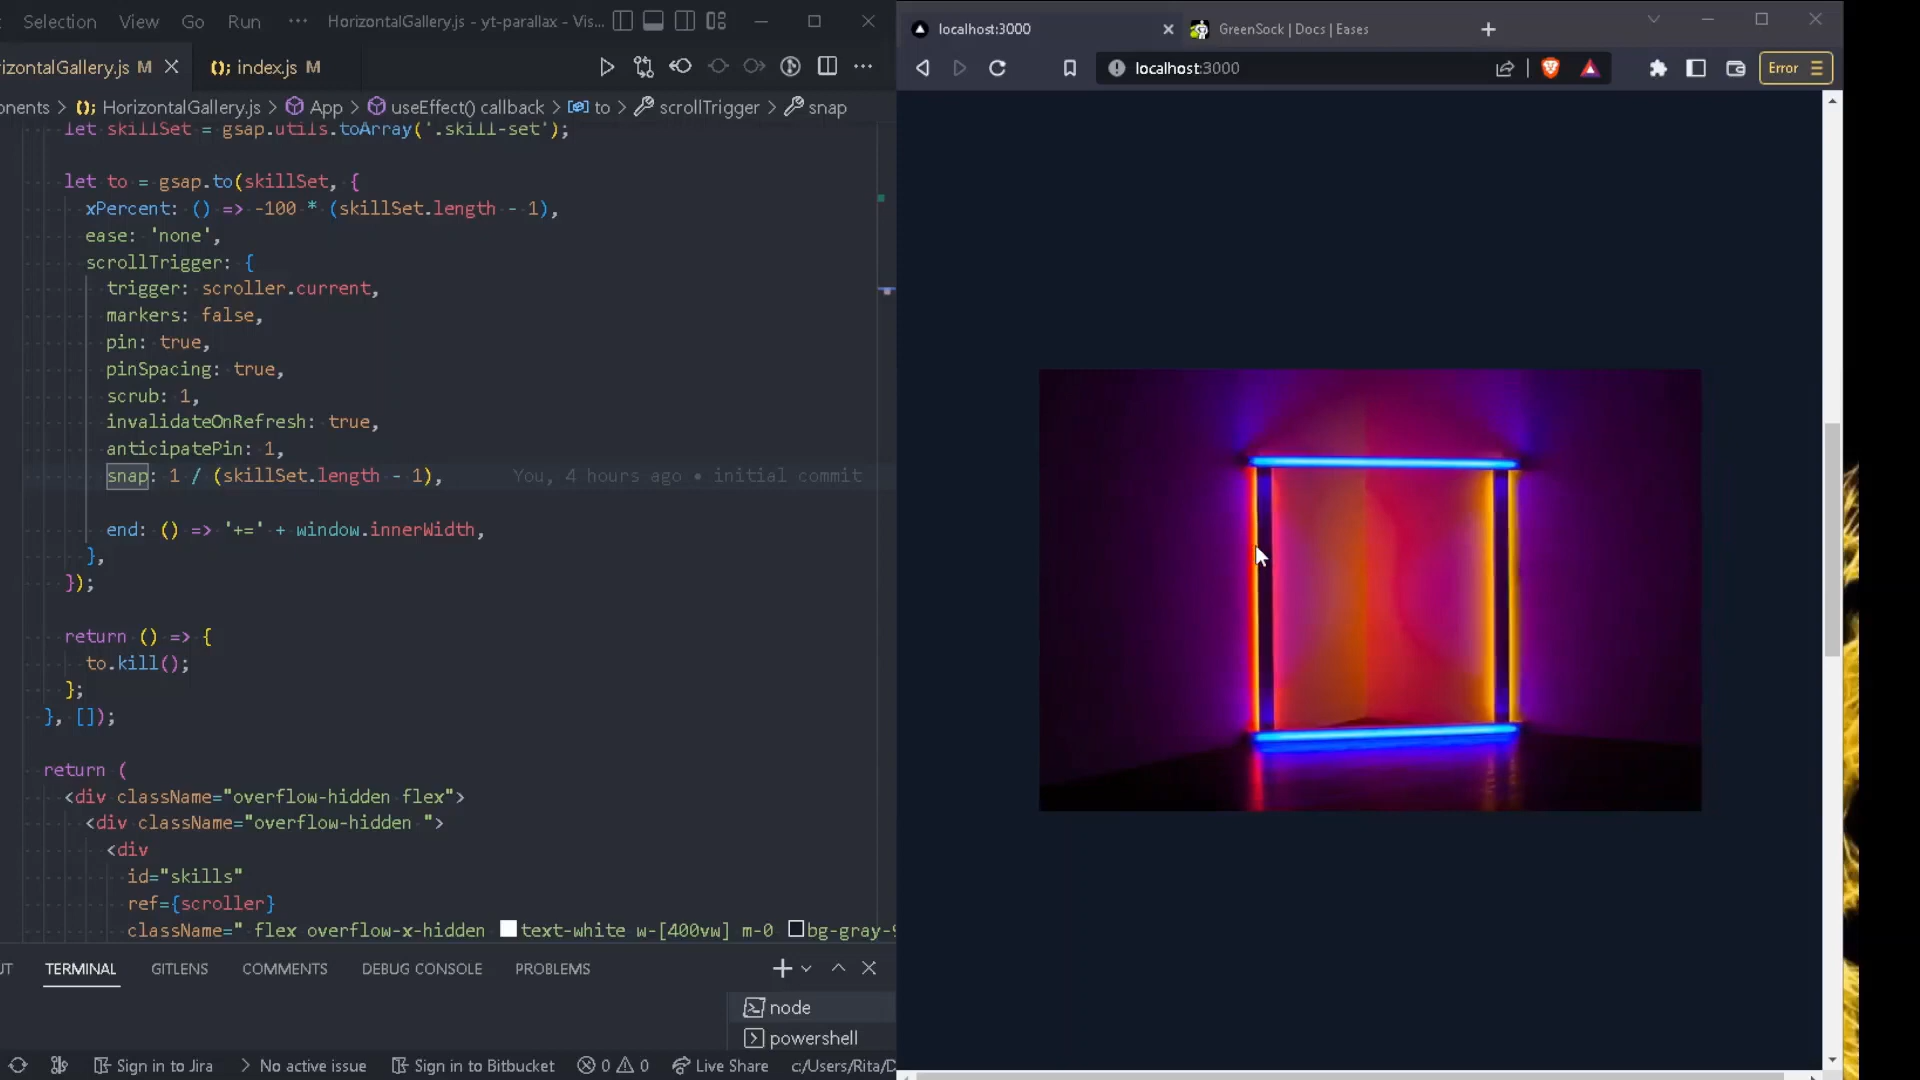 Selection View Go Run ··· HorizontalGallery.js - yt-parallax - Vis...
rizontalGallery.js M
(); index.js M
onents > (); HorizontalGallery.js > App > useEffect() callback > to > scrollTrigger > snap
let skillSet = gsap.utils.toArray('.skill-set');
let to = gsap.to(skillSet, {
xPercent: () => -100 * (skillSet.length - 1),
ease: 'none',
scrollTrigger: {
trigger: scroller.current,
markers: false,
pin: true,
pinSpacing: true,
scrub: 1,
invalidateOnRefresh: true,
anticipatePin: 1,
snap: 1 / (skillSet.length - 1), You, 4 hours ago • initial commit
end: () => '+=' + window.innerWidth,
},
});
return () => {
to.kill();
};
}, []);
return (
<div className="overflow-hidden flex">
<div className="overflow-hidden ">
<div
id="skills"
ref={scroller}
className=" flex overflow-x-hidden text-white w-[400vw] m-0 bg-gray-9
UT TERMINAL GITLENS COMMENTS DEBUG CONSOLE PROBLEMS
node
powershell
Sign in to Jira > No active issue Sign in to Bitbucket 0 0 Live Share c:/Users/Rita/D
localhost:3000
GreenSock | Docs | Eases
localhost:3000
Error